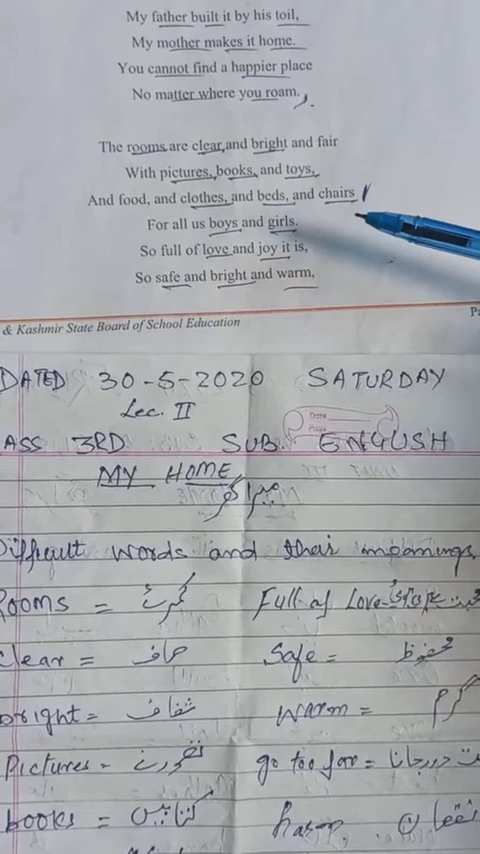 My father built it by his toil,
My mother makes it home.
You cannot find a happier place
No matter where you roam.
The rooms are clear and bright and fair
With pictures, books, and toys,
And food, and clothes, and beds, and chairs
For all us boys and girls.
So full of love and joy it is,
So safe and bright and warm,
& Kashmir State Board of School Education
DATED 30-5-2020 SATURDAY
Lec. II
Date
Page
ASS 3RD SUB. ENGLISH
MY HOME
میرا گھر
Difficult words and their meanings
Rooms = کمرے Full of Love =
Clear = صاف Safe = محفوظ
bright = شفاف warm = گرم
Pictures = go too far = دور جانا
books = کتابیں harm نقصان